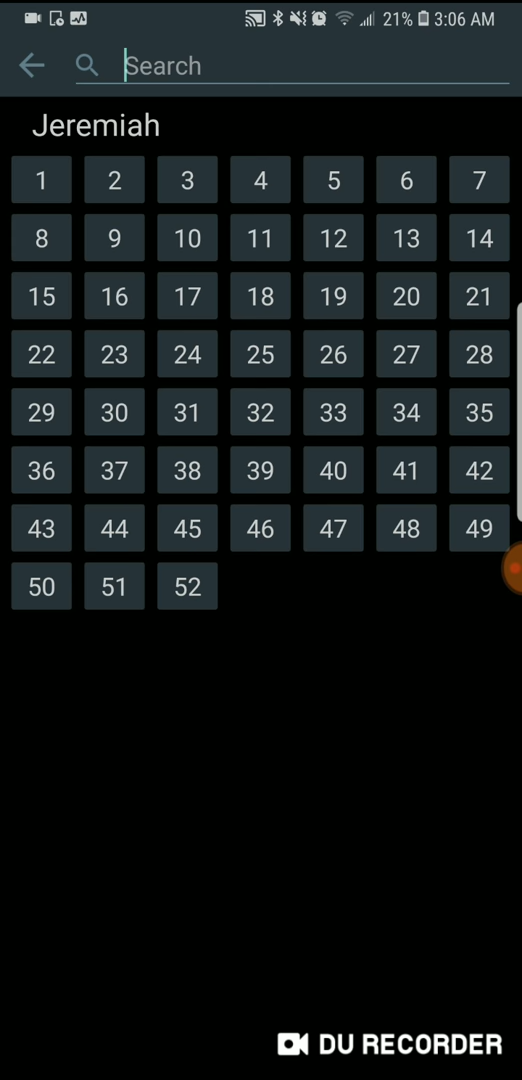 21% 3:06 AM
Search
Jeremiah
1 2 3 4 5 6 7
8 9 10 11 12 13 14
15 16 17 18 19 20 21
22 23 24 25 26 27 28
29 30 31 32 33 34 35
36 37 38 39 40 41 42
43 44 45 46 47 48 49
50 51 52
DU RECORDER